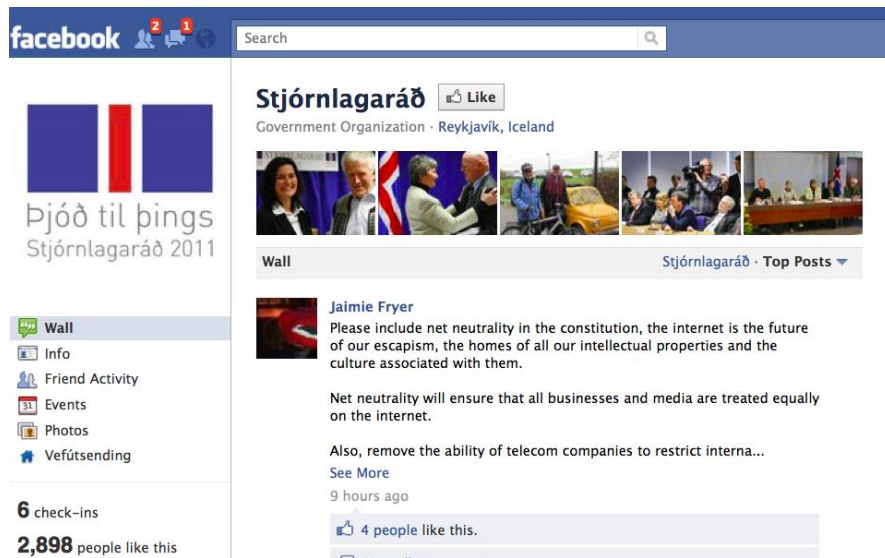 facebook
2
1
Search
Þjóð til þings
Stjórnlagaráð 2011
Wall
Info
31
Friend Activity
Events
Photos
Vefútsending
6 check-ins
2,898 people like this
Stjórnlagaráð
Like
Government Organization · Reykjavík, Iceland
Wall
Stjórnlagaráð · Top Posts
Jaimie Fryer
Please include net neutrality in the constitution, the internet is the future
of our escapism, the homes of all our intellectual properties and the
culture associated with them.
Net neutrality will ensure that all businesses and media are treated equally
on the internet.
Also, remove the ability of telecom companies to restrict interna...
See More
9 hours ago
4 people like this.